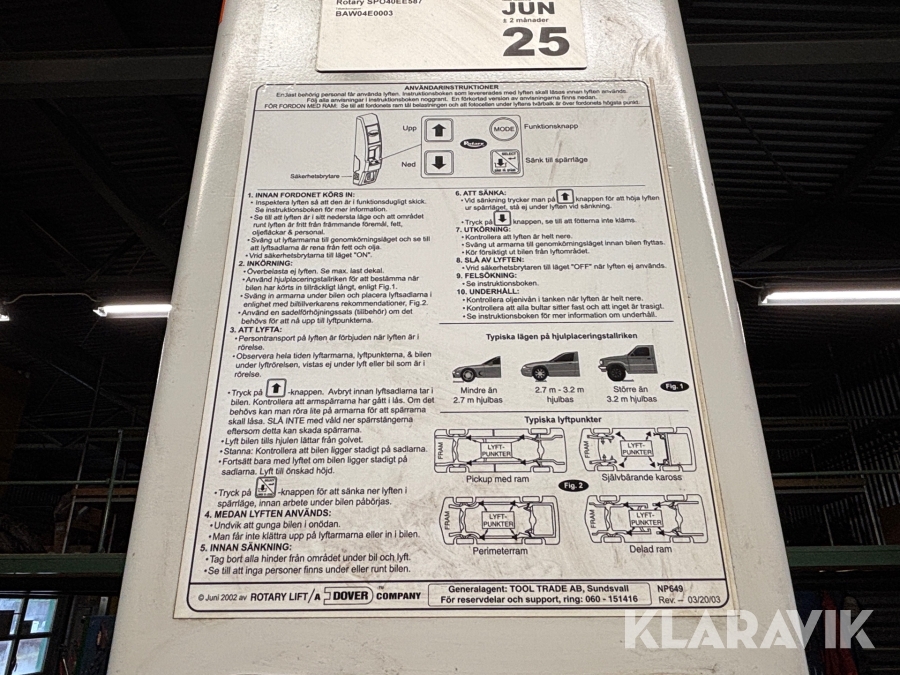 Rotary SPO40EE587
BAW04E0003
JUN
± 2 månader
25
ANVÄNDARINSTRUKTIONER
Endast behörig personal får använda lyften. Instruktionsboken som levererades med lyften skall läsas innan lyften används.
Följ alla anvisningar i instruktionsboken noggrant. En förkortad version av anvisningarna finns nedan.
FÖR FORDON MED RAM: Se till att fordonets ram tål belastningen och att fotocellen under lyftens tvärbalk är över fordonets högsta punkt.
Upp
MODE
Funktionsknapp
Rotary
Ned
SELECT
Sänk till spärrläge
Säkerhetsbrytare
1. INNAN FORDONET KÖRS IN:
• Inspektera lyften så att den är i funktionsdugligt skick.
Se instruktionsboken för mer information.
• Se till att lyften är i sitt nedersta läge och att området
runt lyften är fritt från främmande föremål, fett,
oljefläckar & personal.
• Sväng ut lyftarmarna till genomkörningsläget och se till
att lyftsadlarna är rena från fett och olja.
• Vrid säkerhetsbrytarna till läget "ON".
2. INKÖRNING:
• Överbelasta ej lyften. Se max. last dekal.
• Använd hjulplaceringstallriken för att bestämma när
bilen har körts in tillräckligt långt, enligt Fig.1.
• Sväng in armarna under bilen och placera lyftsadlarna i
enlighet med biltillverkarens rekommendationer, Fig.2.
• Använd en sadelförhöjningssats (tillbehör) om det
behövs för att nå upp till lyftpunkterna.
3. ATT LYFTA:
• Persontransport på lyften är förbjuden när lyften är i
rörelse.
• Observera hela tiden lyftarmarna, lyftpunkterna, & bilen
under lyftrörelsen, vistas ej under lyft eller bil som är i
rörelse.
• Tryck på -knappen. Avbryt innan lyftsadlarna tar i
bilen. Kontrollera att armspärrarna har gått i lås. Om det
behövs kan man röra lite på armarna för att spärrarna
skall låsa. SLÅ INTE med våld ner spärrstängerna
eftersom detta kan skada spärrarna.
• Lyft bilen tills hjulen lättar från golvet.
• Stanna: Kontrollera att bilen ligger stadigt på sadlarna.
• Fortsätt bara med lyftet om bilen ligger stadigt på
sadlarna. Lyft till önskad höjd.
• Tryck på -knappen för att sänka ner lyften i
spärrläge, innan arbete under bilen påbörjas.
4. MEDAN LYFTEN ANVÄNDS:
• Undvik att gunga bilen i onödan.
• Man får inte klättra upp på lyftarmarna eller in i bilen.
5. INNAN SÄNKNING:
• Tag bort alla hinder från området under bil och lyft.
• Se till att inga personer finns under eller runt bilen.
6. ATT SÄNKA:
• Vid sänkning trycker man på knappen för att höja lyften
ur spärrläget, stå ej under lyften vid sänkning.
• Tryck på knappen, se till att fötterna inte kläms.
7. UTKÖRNING:
• Kontrollera att lyften är helt nere.
• Sväng ut armarna till genomkörningsläget innan bilen flyttas.
• Kör försiktigt ut bilen från lyftområdet.
8. SLÅ AV LYFTEN:
• Vrid säkerhetsbrytaren till läget "OFF" när lyften ej används.
9. FELSÖKNING:
• Se instruktionsboken.
10. UNDERHÅLL:
• Kontrollera oljenivån i tanken när lyften är helt nere.
• Kontrollera att alla bultar sitter fast och att inget är trasigt.
• Se instruktionsboken för mer information om underhåll.
Typiska lägen på hjulplaceringstallriken
Mindre än
2.7 m hjulbas
2.7 m - 3.2 m
hjulbas
Större än
3.2 m hjulbas
Fig. 1
Typiska lyftpunkter
FRAM
LYFT-
PUNKTER
FRAM
LYFT-
PUNKTER
Pickup med ram
Självbärande kaross
Fig. 2
FRAM
LYFT-
PUNKTER
FRAM
LYFT-
PUNKTER
Perimeterram
Delad ram
© Juni 2002 av ROTARY LIFT/A DOVER COMPANY
Generalagent: TOOL TRADE AB, Sundsvall
För reservdelar och support, ring: 060 - 151416
NP649
Rev. – 03/20/03
KLARAVIK